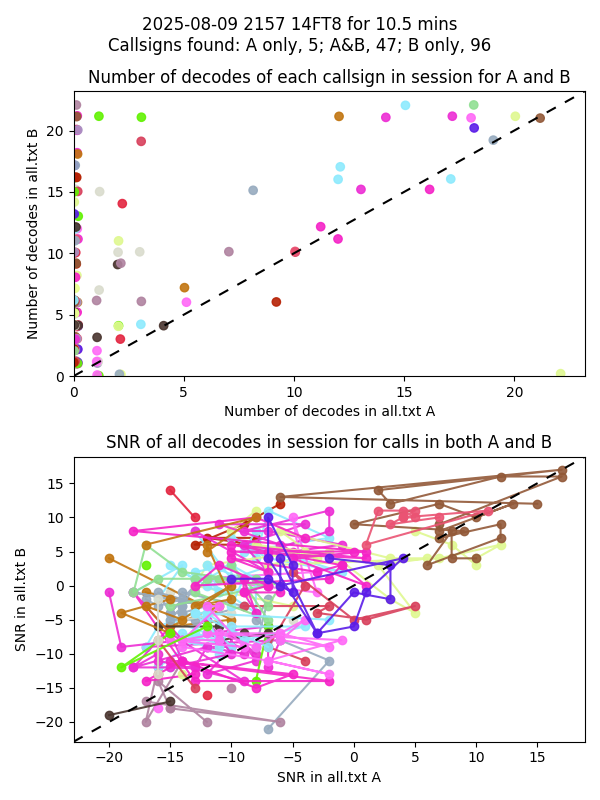 2025-08-09 2157 14FT8 for 10.5 mins
Callsigns found: A only, 5; A&B, 47; B only, 96
Number of decodes of each callsign in session for A and B
Number of decodes in all.txt B
20
15
10
5
0
0 5 10 15 20
Number of decodes in all.txt A
SNR of all decodes in session for calls in both A and B
SNR in all.txt B
15
10
5
0
−5
−10
−15
−20
−20 −15 −10 −5 0 5 10 15
SNR in all.txt A